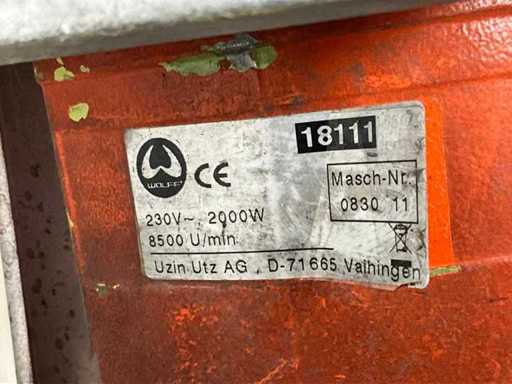 18111
WOLFF
CE
Masch-Nr.
0830 11
230V~, 2000W
8500 U/min
Uzin Utz AG , D-71665 Vaihingen